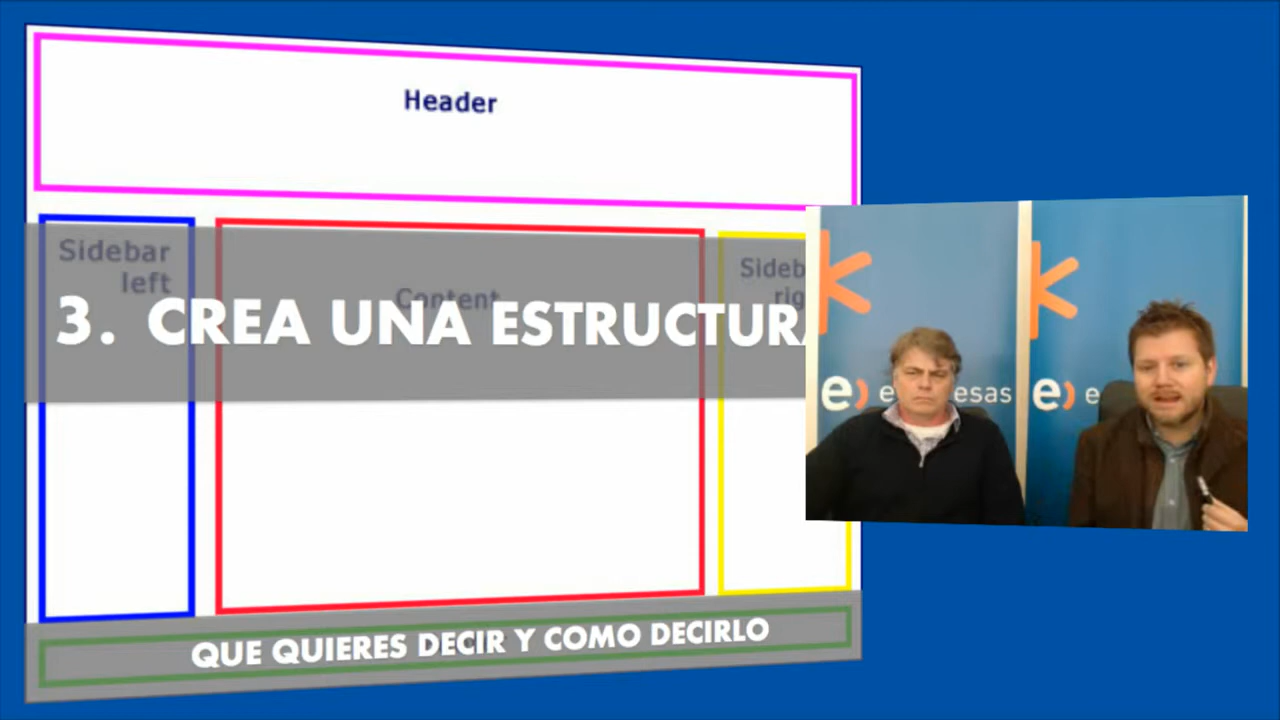 Header
Sidebar
left
Content
3. CREA UNA ESTRUCTURA
QUE QUIERES DECIR Y COMO DECIRLO